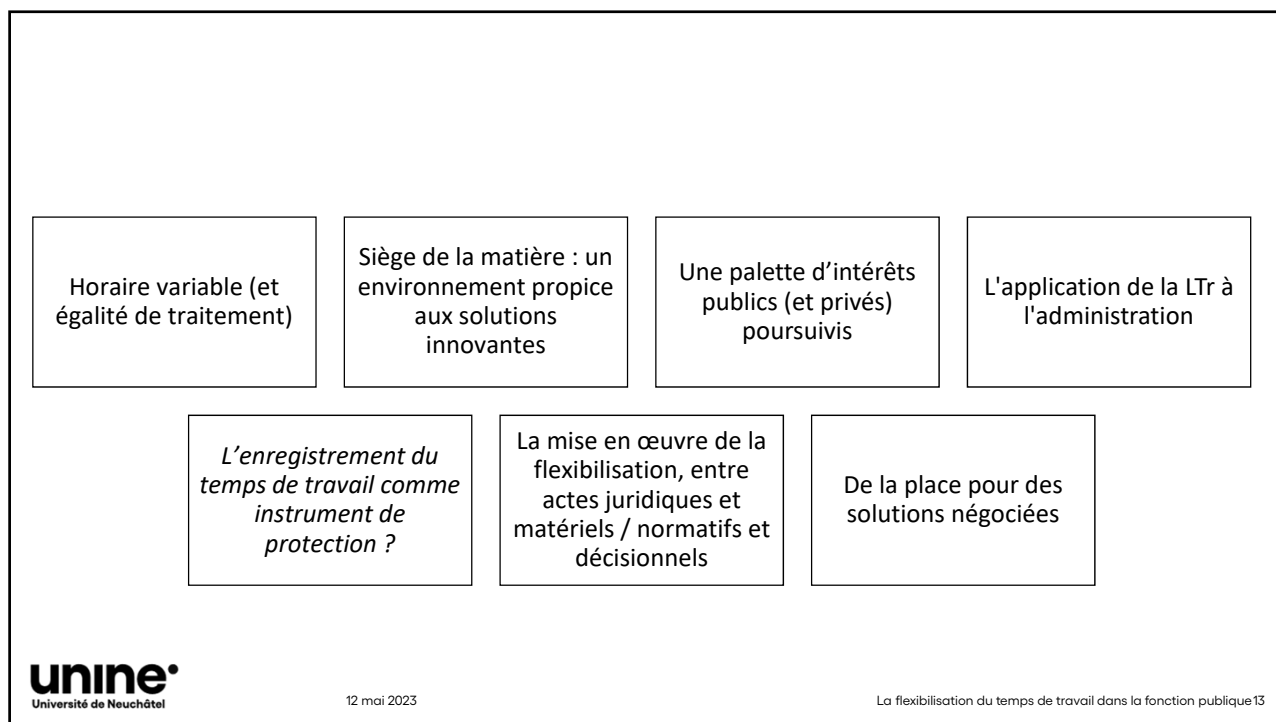 Horaire variable (et
égalité de traitement)
Siège de la matière : un
environnement propice
aux solutions
innovantes
Une palette d’intérêts
publics (et privés)
poursuivis
L'application de la LTr à
l'administration
L’enregistrement du
temps de travail comme
instrument de
protection ?
La mise en œuvre de la
flexibilisation, entre
actes juridiques et
matériels / normatifs et
décisionnels
De la place pour des
solutions négociées
unine
Université de Neuchâtel
12 mai 2023
La flexibilisation du temps de travail dans la fonction publique 13